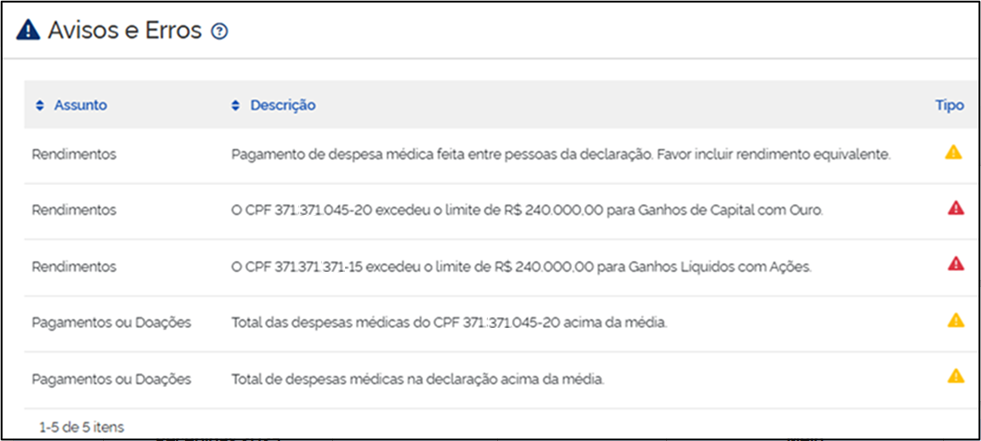 Avisos e Erros
Assunto Descrição Tipo
Rendimentos Pagamento de despesa médica feita entre pessoas da declaração. Favor incluir rendimento equivalente.
Rendimentos O CPF 371.371.045-20 excedeu o limite de R$ 240.000,00 para Ganhos de Capital com Ouro.
Rendimentos O CPF 371.371.371-15 excedeu o limite de R$ 240.000,00 para Ganhos Líquidos com Ações.
Pagamentos ou Doações Total das despesas médicas do CPF 371.371.045-20 acima da média.
Pagamentos ou Doações Total de despesas médicas na declaração acima da média.
1-5 de 5 itens